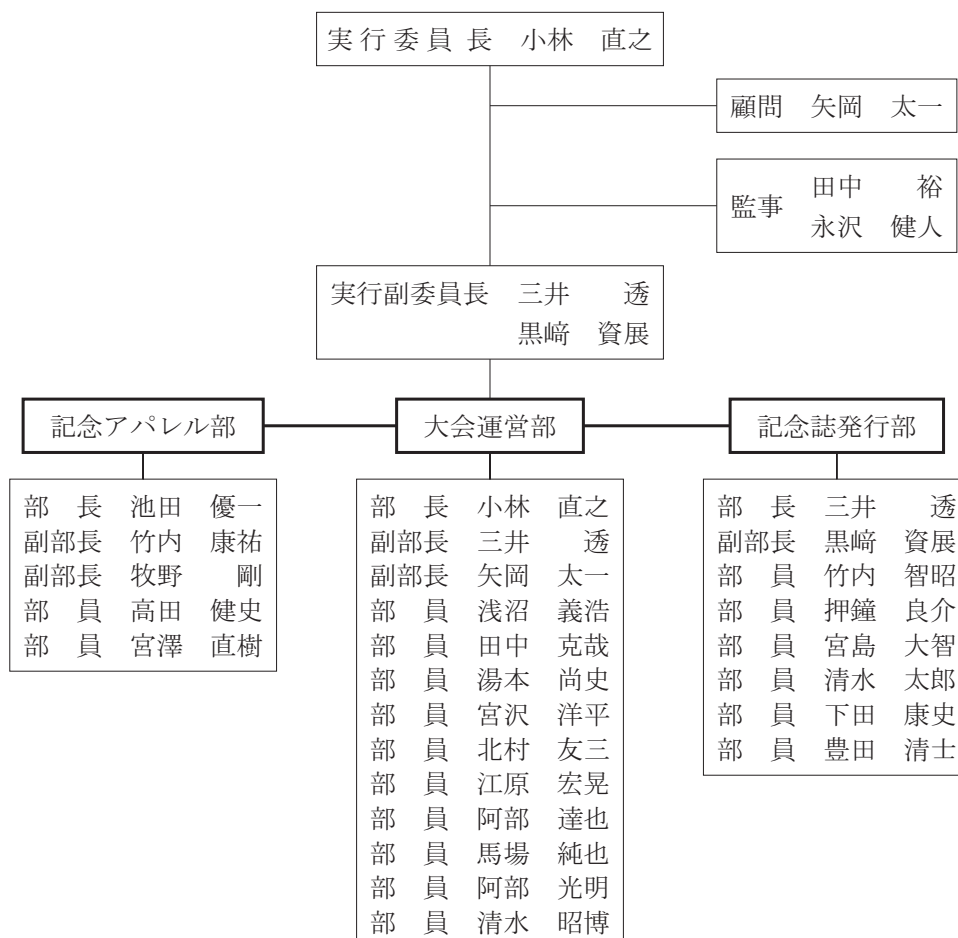 実行委員長 小林 直之
顧問 矢岡 太一
監事 田中 裕
永沢 健人
実行副委員長 三井 透
黒﨑 資展
記念アパレル部
部 長 池田 優一
副部長 竹内 康祐
副部長 牧野 剛
部 員 高田 健史
部 員 宮澤 直樹
大会運営部
部 長 小林 直之
副部長 三井 透
副部長 矢岡 太一
部 員 浅沼 義浩
部 員 田中 克哉
部 員 湯本 尚史
部 員 宮沢 洋平
部 員 北村 友三
部 員 江原 宏晃
部 員 阿部 達也
部 員 馬場 純也
部 員 阿部 光明
部 員 清水 昭博
記念誌発行部
部 長 三井 透
副部長 黒﨑 資展
部 員 竹内 智昭
部 員 押鐘 良介
部 員 宮島 大智
部 員 清水 太郎
部 員 下田 康史
部 員 豊田 清士